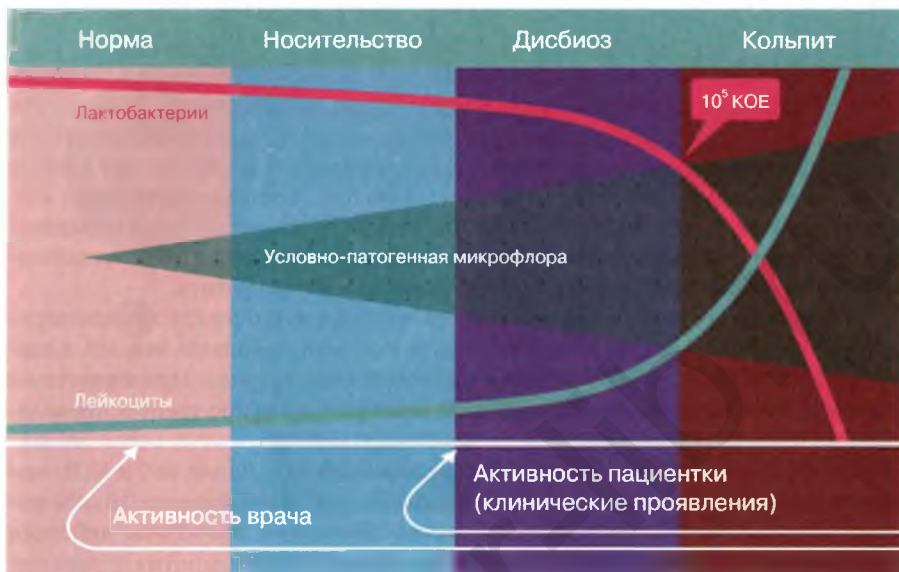 Норма Носительство Дисбиоз Кольпит
10⁵ КОЕ
Лактобактерии
Условно-патогенная микрофлора
Лейкоциты
Активность пациентки
(клинические проявления)
Активность врача